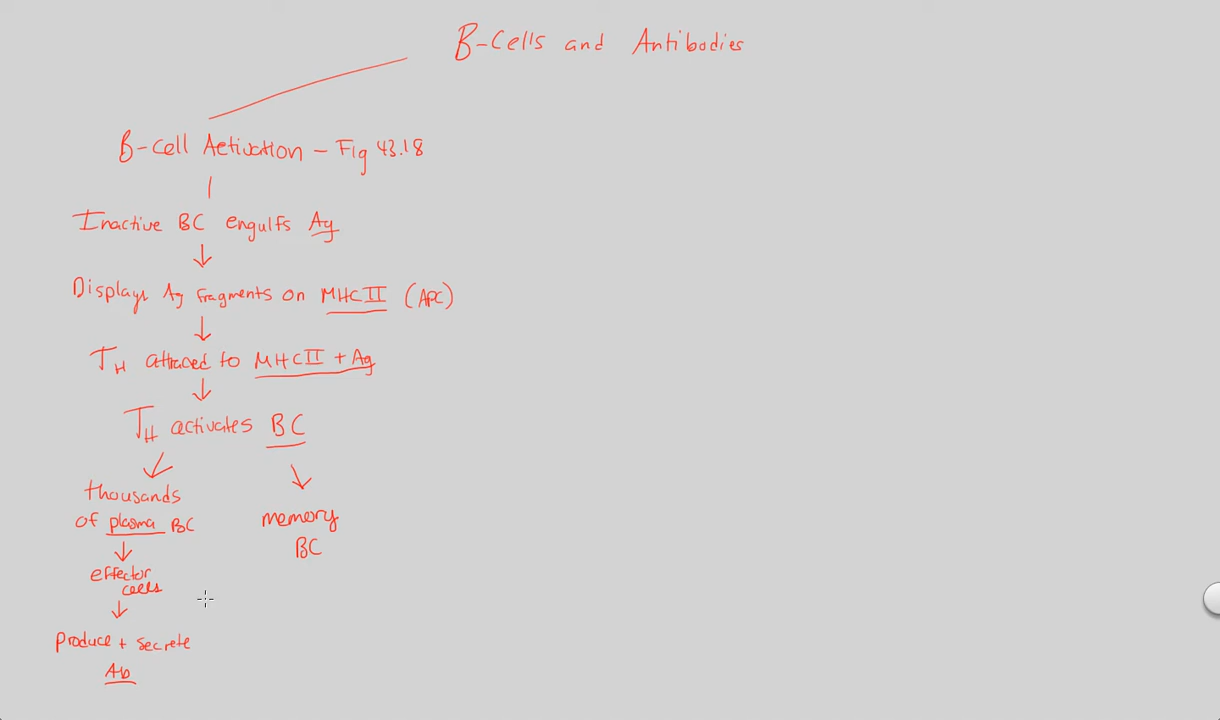 B-Cells and Antibodies
B-cell Activation - Fig 43.18
Inactive BC engulfs Ag
Displays Ag fragments on MHC II (APC)
TH attraced to MHC II + Ag
TH activates BC
thousands
of plasma BC
effector
cells
produce + secrete
Ab
memory
BC